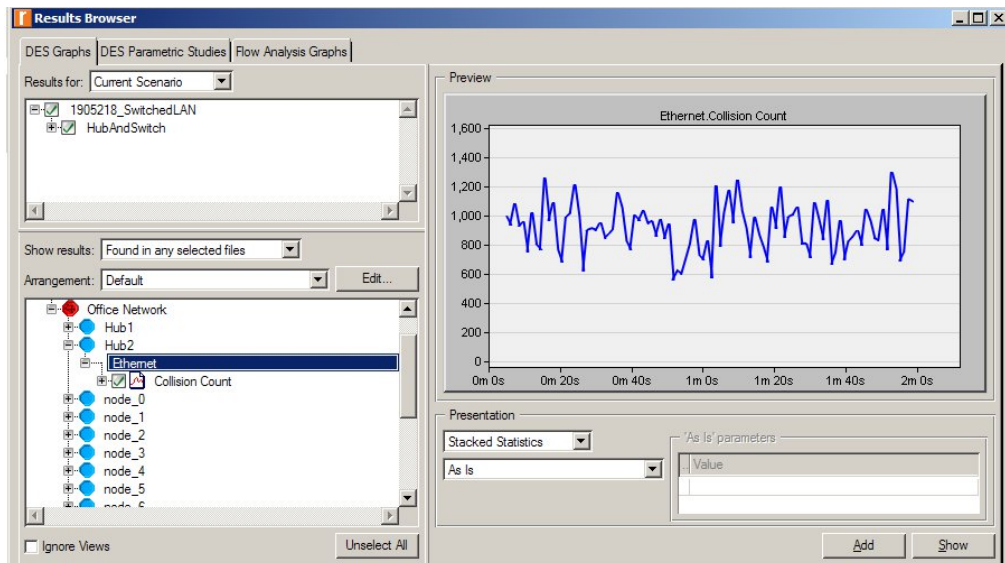 Results Browser
DES Graphs DES Parametric Studies Flow Analysis Graphs
Results for: Current Scenario
1905218_SwitchedLAN
HubAndSwitch
Show results: Found in any selected files
Arrangement: Default Edit...
Office Network
Hub1
Hub2
Ethernet
Collision Count
node_0
node_1
node_2
node_3
node_4
node_5
Ignore Views Unselect All
Preview
Ethernet.Collision Count
1,600
1,400
1,200
1,000
800
600
400
200
0
0m 0s 0m 20s 0m 40s 1m 0s 1m 20s 1m 40s 2m 0s
Presentation
Stacked Statistics
As Is
'As Is' parameters
... Value
Add Show